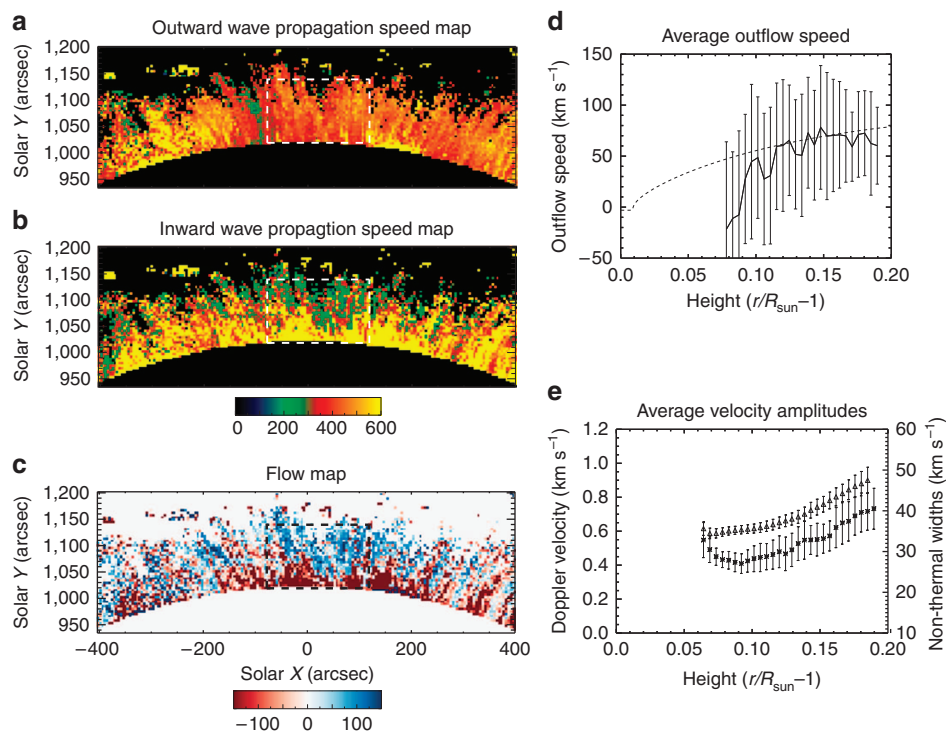 a
Outward wave propagation speed map
Solar Y (arcsec)
1,200
1,150
1,100
1,050
1,000
950
b
Inward wave propagtion speed map
Solar Y (arcsec)
1,200
1,150
1,100
1,050
1,000
950
0 200 400 600
c
Flow map
Solar Y (arcsec)
1,200
1,150
1,100
1,050
1,000
950
−400 −200 0 200 400
Solar X (arcsec)
−100 0 100
d
Average outflow speed
Outflow speed (km s⁻¹)
150
100
50
0
−50
0.0 0.05 0.10 0.15 0.20
Height (r/Rsun−1)
e
Average velocity amplitudes
Doppler velocity (km s⁻¹)
1.2
1.0
0.8
0.6
0.4
0.2
0.0
60
50
40
30
20
10
Non-thermal widths (km s⁻¹)
0.0 0.05 0.10 0.15 0.20
Height (r/Rsun−1)